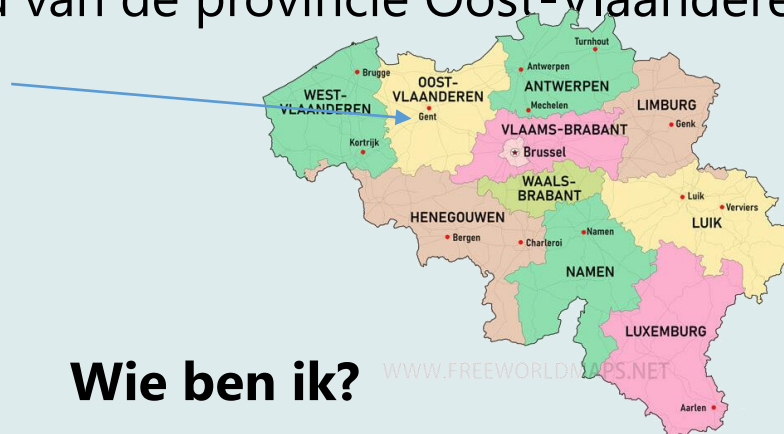 van de provincie Oost-Vlaandere
Turnhout
Brugge
Antwerpen
OOST-
VLAANDEREN
ANTWERPEN
WEST-
VLAANDEREN
Mechelen
LIMBURG
Gent
VLAAMS-BRABANT
Genk
Kortrijk
Brussel
WAALS-
BRABANT
Luik
Verviers
HENEGOUWEN
LUIK
Namen
Bergen
Charleroi
NAMEN
LUXEMBURG
Wie ben ik?
WWW.FREEWORLDMAPS.NET
Aarlen